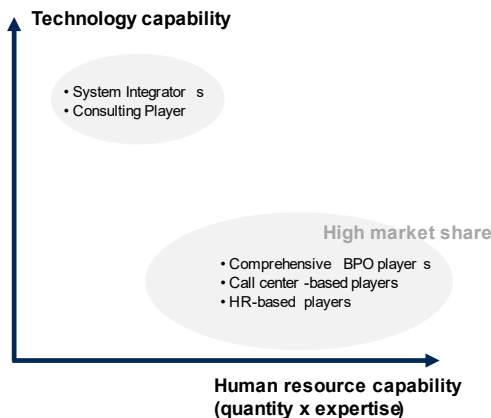 Technology capability
• System Integrator s
• Consulting Player
High market share
• Comprehensive BPO player s
• Call center -based players
• HR-based players
Human resource capability
(quantity x expertise)